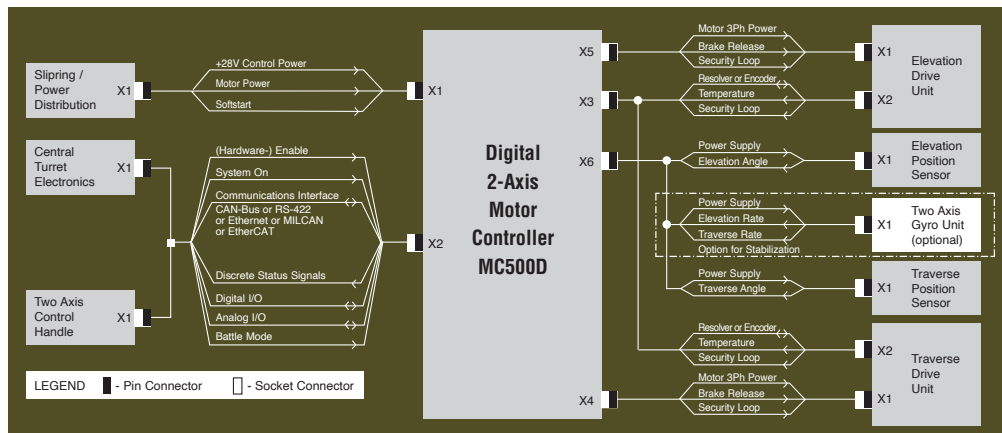 Slipring /
Power
Distribution
X1
+28V Control Power
Motor Power
Softstart
X1
Central
Turret
Electronics
X1
Two Axis
Control
Handle
X1
(Hardware-) Enable
System On
Communications Interface
CAN-Bus or RS-422
or Ethernet or MILCAN
or EtherCAT
Discrete Status Signals
Digital I/O
Analog I/O
Battle Mode
X2
LEGEND
- Pin Connector
- Socket Connector
Digital
2-Axis
Motor
Controller
MC500D
X5
X3
X6
X4
Motor 3Ph Power
Brake Release
Security Loop
X1
Resolver or Encoder
Temperature
Security Loop
X2
Elevation
Drive
Unit
Power Supply
Elevation Angle
X1
Elevation
Position
Sensor
Power Supply
Elevation Rate
Traverse Rate
Option for Stabilization
X1
Two Axis
Gyro Unit
(optional)
Power Supply
Traverse Angle
X1
Traverse
Position
Sensor
Resolver or Encoder
Temperature
Security Loop
X2
Motor 3Ph Power
Brake Release
Security Loop
X1
Traverse
Drive
Unit